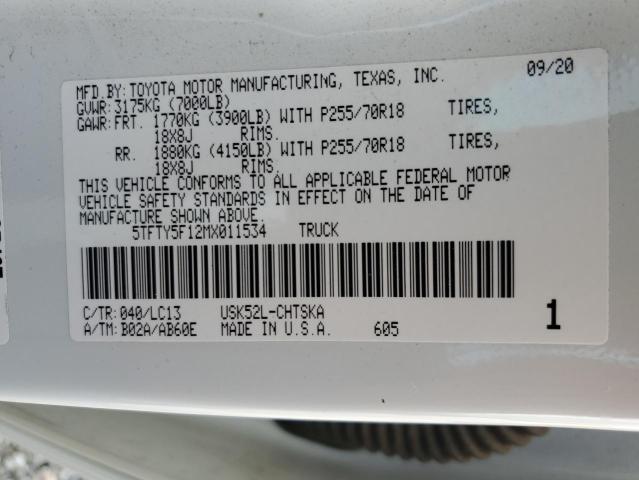 MFD.BY: TOYOTA MOTOR MANUFACTURING, TEXAS, INC. 09/20
GVWR: 3175KG (7000LB)
GAWR: FRT. 1770KG (3900LB) WITH P255/70R18 TIRES,
18X8J RIMS.
RR. 1880KG (4150LB) WITH P255/70R18 TIRES,
18X8J RIMS.
THIS VEHICLE CONFORMS TO ALL APPLICABLE FEDERAL MOTOR
VEHICLE SAFETY STANDARDS IN EFFECT ON THE DATE OF
MANUFACTURE SHOWN ABOVE.
5TFTY5F12MX011534 TRUCK
C/TR: 040/LC13 USK52L-CHTSKA
A/TM: B02A/AB60E MADE IN U.S.A. 605 1